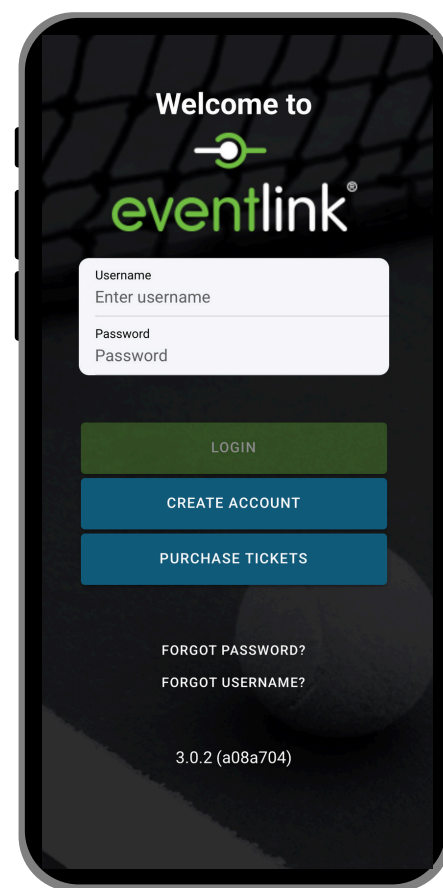 Welcome to
eventlink®
Username
Enter username
Password
Password
LOGIN
CREATE ACCOUNT
PURCHASE TICKETS
FORGOT PASSWORD?
FORGOT USERNAME?
3.0.2 (a08a704)